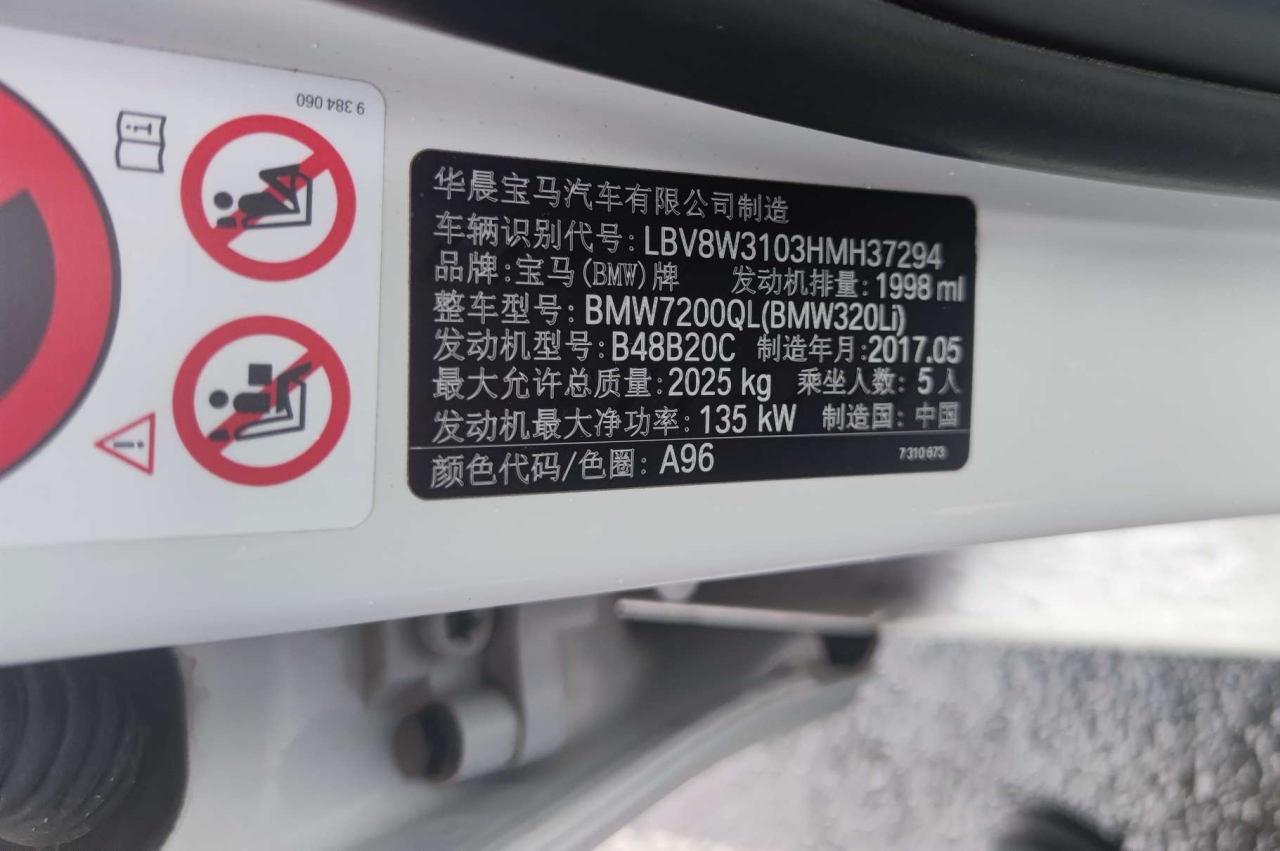 9 384 060
华晨宝马汽车有限公司制造
车辆识别代号: LBV8W3103HMH37294
品牌:宝马(BMW)牌 发动机排量: 1998 ml
整车型号: BMW7200QL(BMW320Li)
发动机型号: B48B20C 制造年月:2017.05
最大允许总质量:2025 kg 乘坐人数: 5人
发动机最大净功率: 135 kW 制造国: 中国
颜色代码/色圈: A96 7 310 673